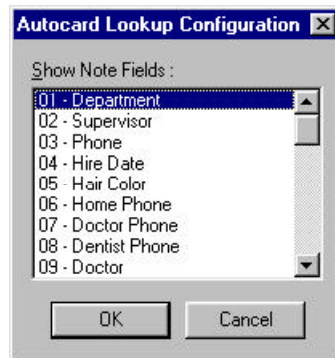 Autocard Lookup Configuration
Show Note Fields :
01 - Department
02 - Supervisor
03 - Phone
04 - Hire Date
05 - Hair Color
06 - Home Phone
07 - Doctor Phone
08 - Dentist Phone
09 - Doctor
OK
Cancel